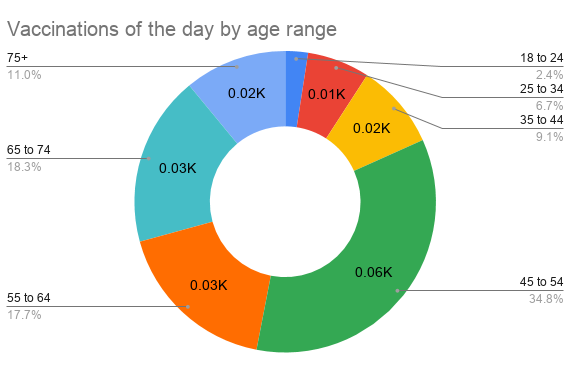 Vaccinations of the day by age range
75+
11.0%
18 to 24
2.4%
25 to 34
6.7%
35 to 44
9.1%
0.02K
0.01K
0.02K
65 to 74
18.3%
0.03K
0.06K
45 to 54
34.8%
0.03K
55 to 64
17.7%